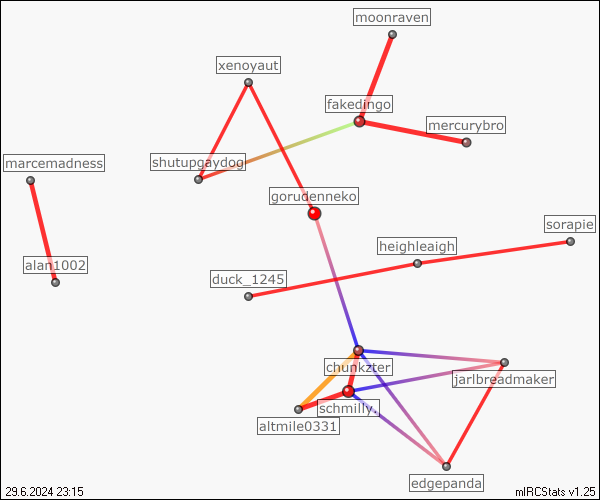 moonraven
xenoyaut
fakedingo
mercurybro
marcemadness
shutupgaydog
gorudenneko
sorapie
heighleaigh
alan1002
duck_1245
chunkzter
jarlbreadmaker
schmilly.
altmile0331
edgepanda
29.6.2024 23:15
mIRCStats v1.25